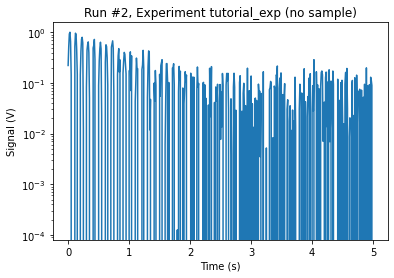 Run #2, Experiment tutorial_exp (no sample)
Signal (V)
10⁰
10⁻¹
10⁻²
10⁻³
10⁻⁴
0 1 2 3 4 5
Time (s)